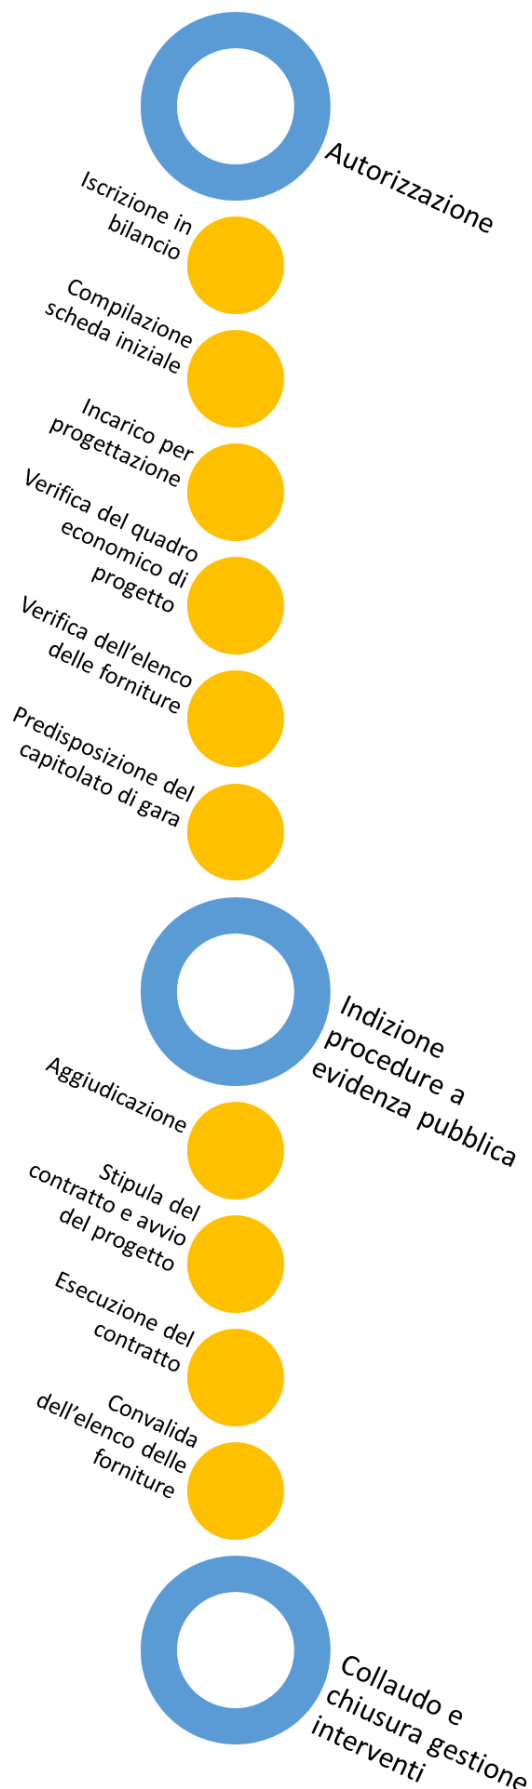 Autorizzazione
Iscrizione in
bilancio
Compilazione
scheda iniziale
Incarico per
progettazione
Verifica del quadro
economico di
progetto
Verifica dell'elenco
delle forniture
Predisposizione del
capitolato di gara
Indizione
procedure a
evidenza pubblica
Aggiudicazione
Stipula del
contratto e avvio
del progetto
Esecuzione del
contratto
Convalida
dell'elenco delle
forniture
Collaudo e
chiusura gestione
interventi